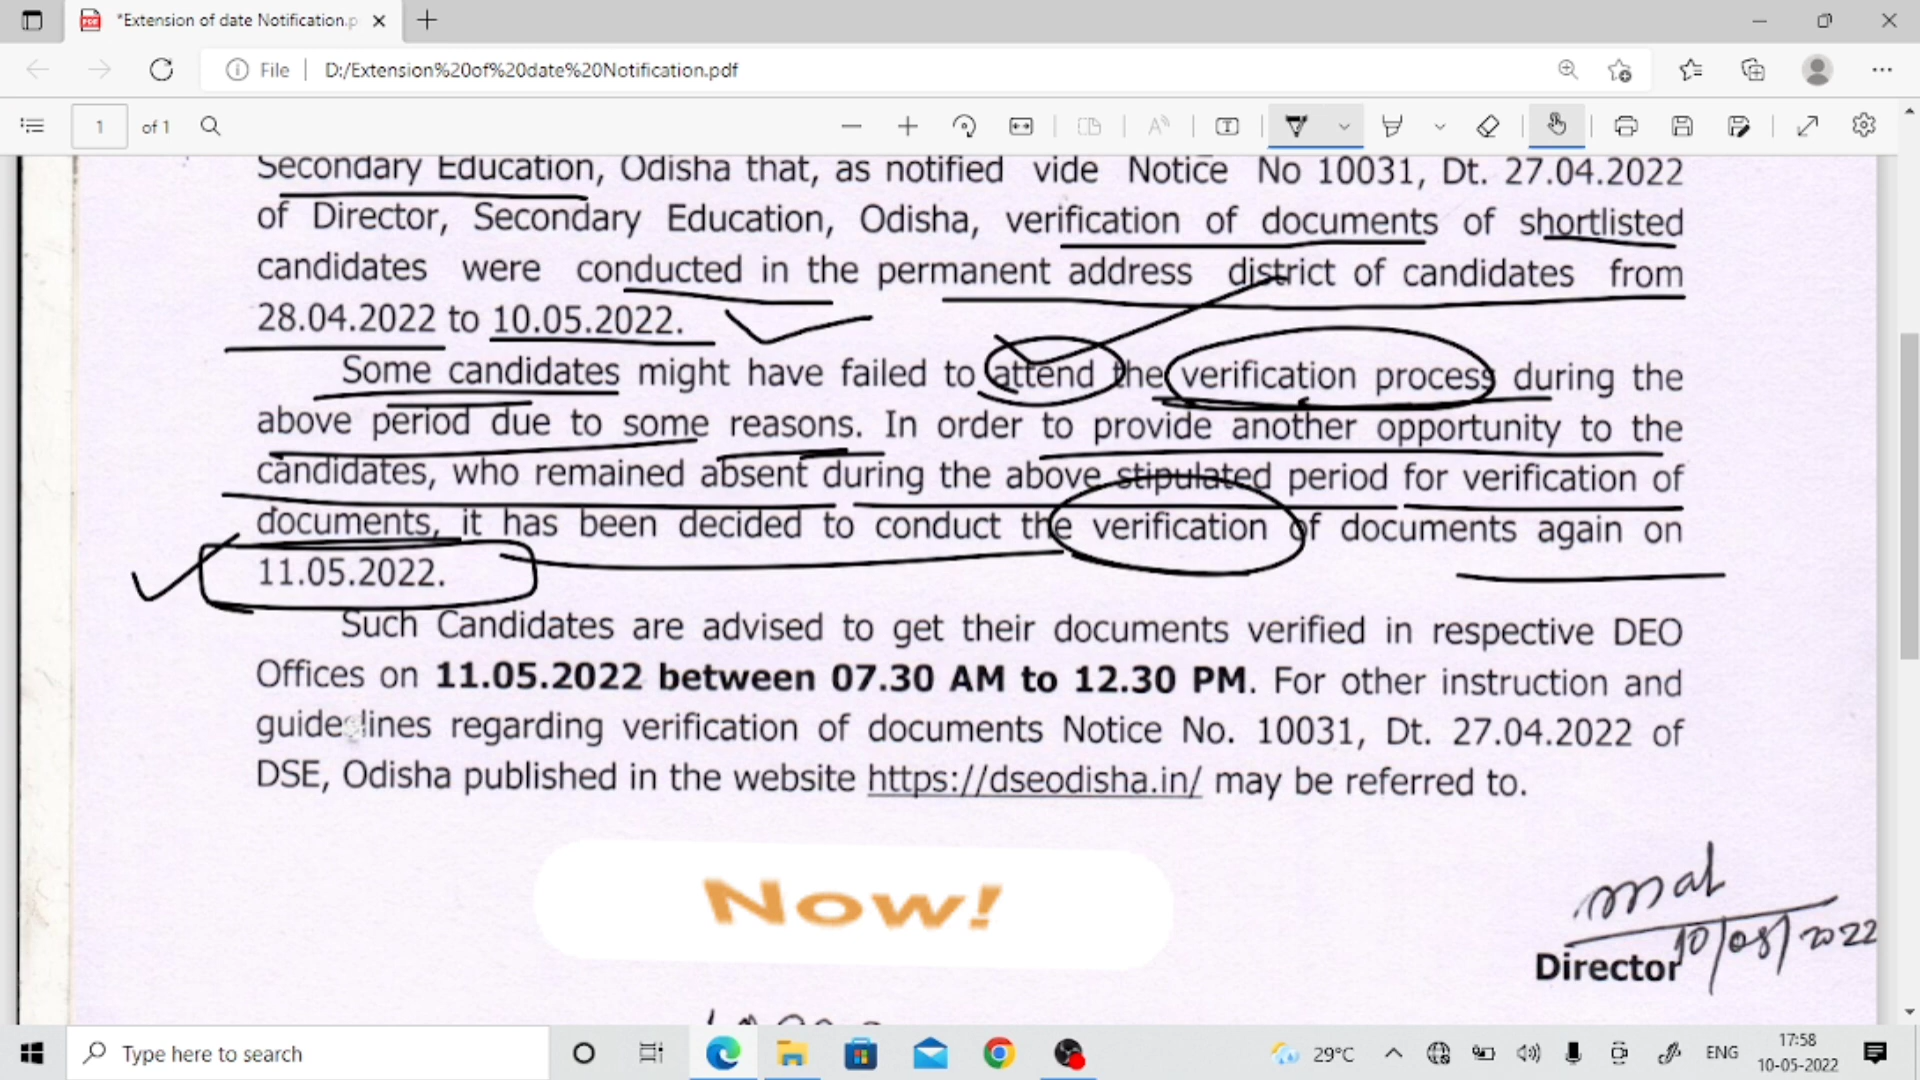 *Extension of date Notification.p
File
D:/Extension%20of%20date%20Notification.pdf
1 of 1
Secondary Education, Odisha that, as notified vide Notice No 10031, Dt. 27.04.2022
of Director, Secondary Education, Odisha, verification of documents of shortlisted
candidates were conducted in the permanent address district of candidates from
28.04.2022 to 10.05.2022.
Some candidates might have failed to attend the verification process during the
above period due to some reasons. In order to provide another opportunity to the
candidates, who remained absent during the above stipulated period for verification of
documents, it has been decided to conduct the verification of documents again on
11.05.2022.
Such Candidates are advised to get their documents verified in respective DEO
Offices on 11.05.2022 between 07.30 AM to 12.30 PM. For other instruction and
guidelines regarding verification of documents Notice No. 10031, Dt. 27.04.2022 of
DSE, Odisha published in the website https://dseodisha.in/ may be referred to.
Now!
10/05/2022
Director
Type here to search
29°C
ENG
17:58
10-05-2022